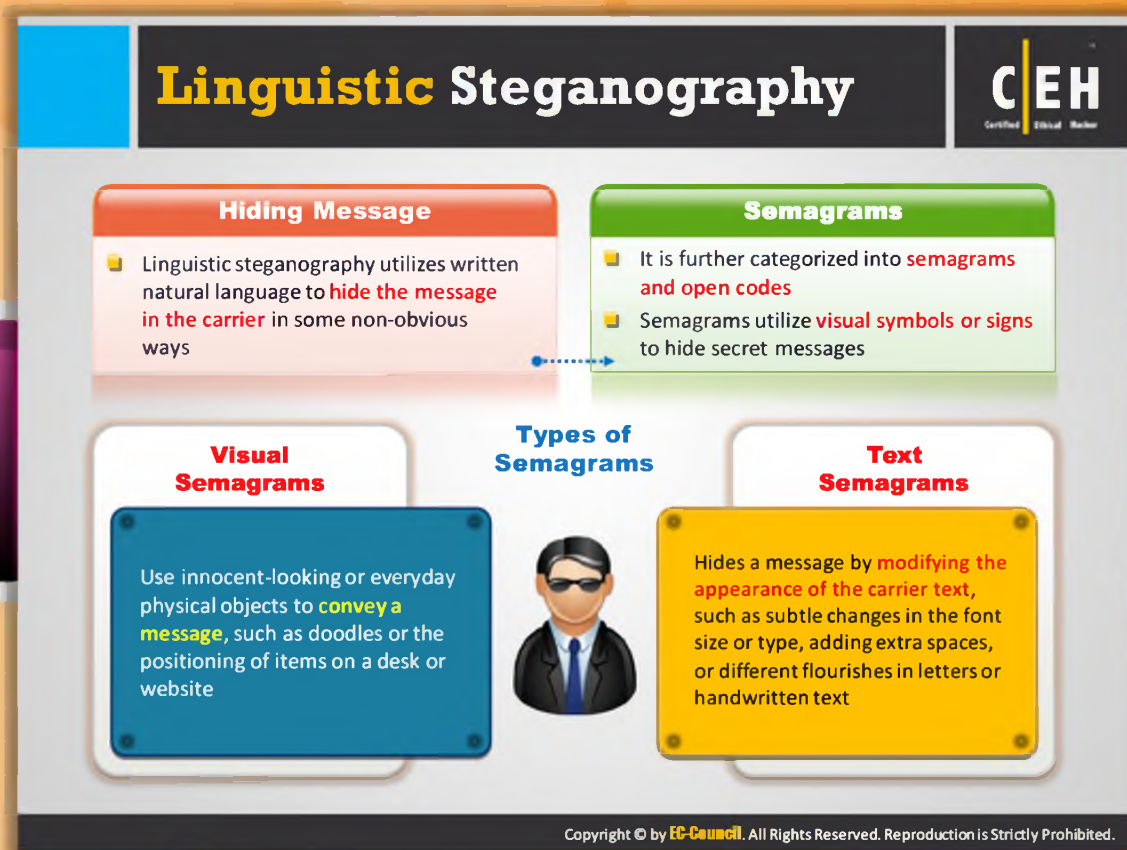 Linguistic Steganography
C|EH
Certified Ethical Hacker
Hiding Message
Linguistic steganography utilizes written
natural language to hide the message
in the carrier in some non-obvious
ways
Semagrams
It is further categorized into semagrams
and open codes
Semagrams utilize visual symbols or signs
to hide secret messages
Types of
Semagrams
Visual
Semagrams
Use innocent-looking or everyday
physical objects to convey a
message, such as doodles or the
positioning of items on a desk or
website
Text
Semagrams
Hides a message by modifying the
appearance of the carrier text,
such as subtle changes in the font
size or type, adding extra spaces,
or different flourishes in letters or
handwritten text
Copyright © by EC-Council. All Rights Reserved. Reproduction is Strictly Prohibited.